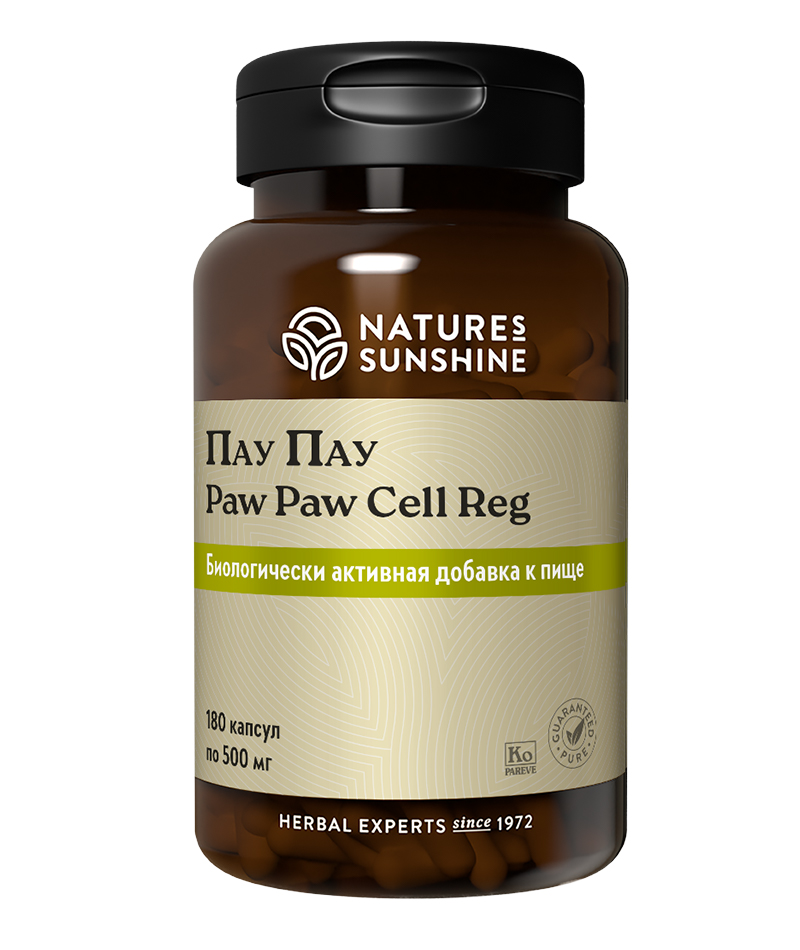 NATURES
SUNSHINE
Пау Пау
Paw Paw Cell Reg
Биологически активная добавка к пище
180 капсул
по 500 мг
Ko
PAREVE
GUARANTEED
PURE
HERBAL EXPERTS since 1972